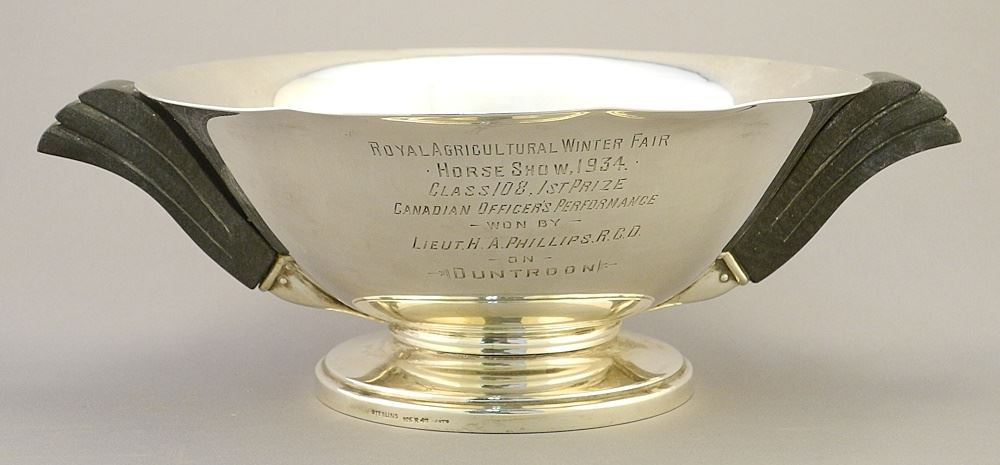 ROYAL AGRICULTURAL WINTER FAIR
· HORSE SHOW, 1934. ·
CLASS 108, 1ST PRIZE
CANADIAN OFFICER'S PERFORMANCE
– WON BY –
LIEUT. H. A. PHILLIPS, R.C.D.
– ON –
DUNTROON
STERLING